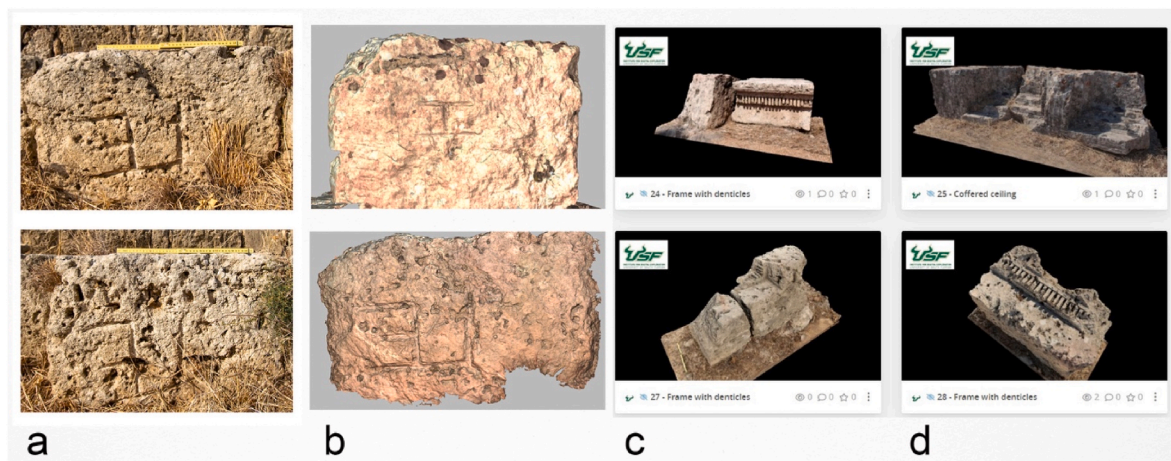 USF
USF
24 - Frame with denticles
1 0 0
25 - Coffered ceiling
1 0 0
USF
USF
27 - Frame with denticles
0 0 0
28 - Frame with denticles
2 0 0
a b c d